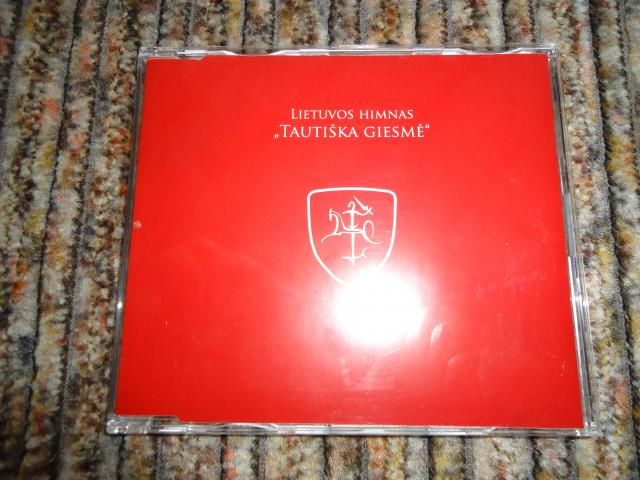 LIETUVOS HIMNAS
„TAUTIŠKA GIESMĖ“